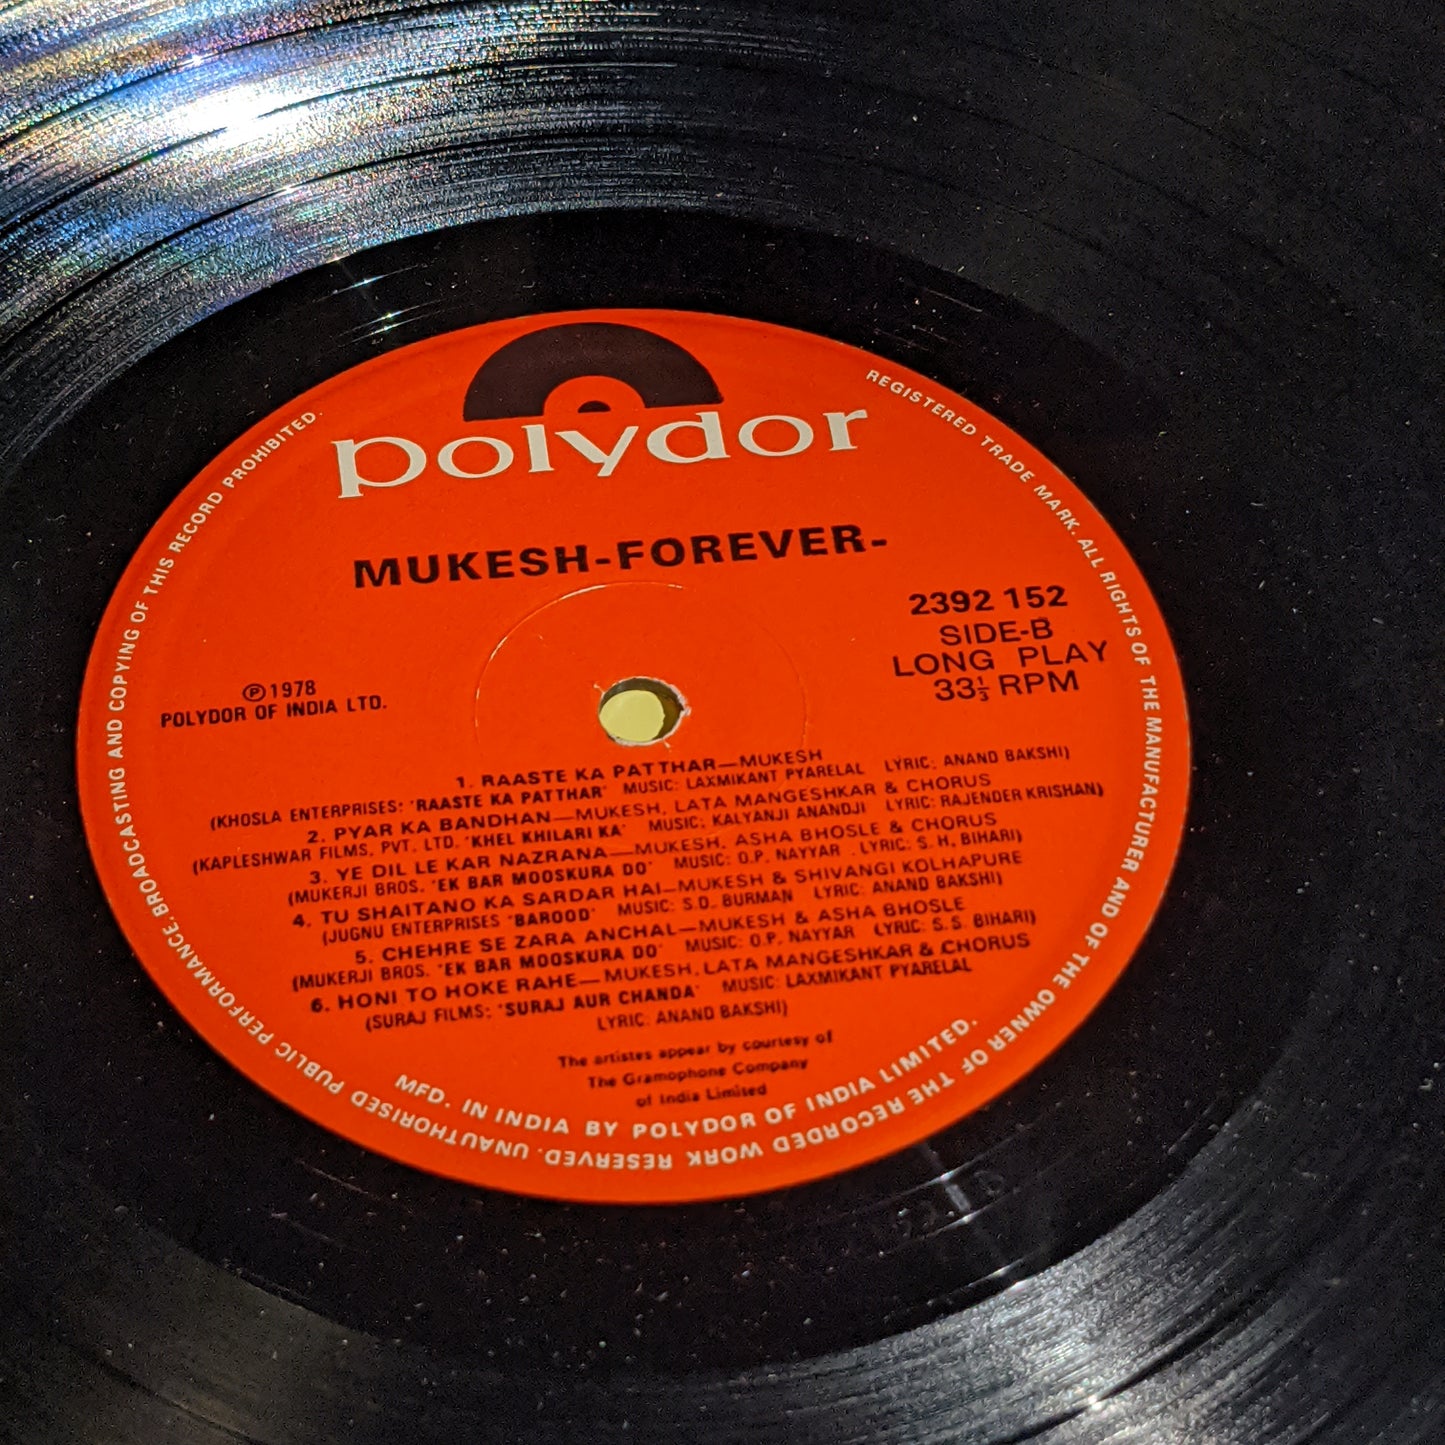 polydor
MUKESH-FOREVER-
2392 152
SIDE-B
LONG PLAY
33⅓ RPM
℗ 1978
POLYDOR OF INDIA LTD.
1. RAASTE KA PATTHAR—MUKESH
(KHOSLA ENTERPRISES: 'RAASTE KA PATTHAR' MUSIC: LAXMIKANT PYARELAL LYRIC: ANAND BAKSHI)
2. PYAR KA BANDHAN—MUKESH, LATA MANGESHKAR & CHORUS
(KAPLESHWAR FILMS, PVT. LTD. 'KHEL KHILARI KA' MUSIC: KALYANJI ANANDJI LYRIC: RAJENDER KRISHAN)
3. YE DIL LE KAR NAZRANA—MUKESH, ASHA BHOSLE & CHORUS
(MUKERJI BROS. 'EK BAR MOOSKURA DO' MUSIC: O.P. NAYYAR . LYRIC: S. H. BIHARI)
4. TU SHAITANO KA SARDAR HAI—MUKESH & SHIVANGI KOLHAPURE
(JUGNU ENTERPRISES 'BAROOD' MUSIC: S.D. BURMAN LYRIC: ANAND BAKSHI)
5. CHEHRE SE ZARA ANCHAL—MUKESH & ASHA BHOSLE
(MUKERJI BROS. 'EK BAR MOOSKURA DO' MUSIC: O.P. NAYYAR LYRIC: S. S. BIHARI)
6. HONI TO HOKE RAHE—MUKESH, LATA MANGESHKAR & CHORUS
(SURAJ FILMS: 'SURAJ AUR CHANDA' MUSIC: LAXMIKANT PYARELAL
LYRIC: ANAND BAKSHI)
The artistes appear by courtesy of
The Gramophone Company
of India Limited
MFD. IN INDIA BY POLYDOR OF INDIA LIMITED.
REGISTERED TRADE MARK. ALL RIGHTS OF THE MANUFACTURER AND OF THE OWNER OF THE RECORDED WORK RESERVED. UNAUTHORISED PUBLIC PERFORMANCE, BROADCASTING AND COPYING OF THIS RECORD PROHIBITED.